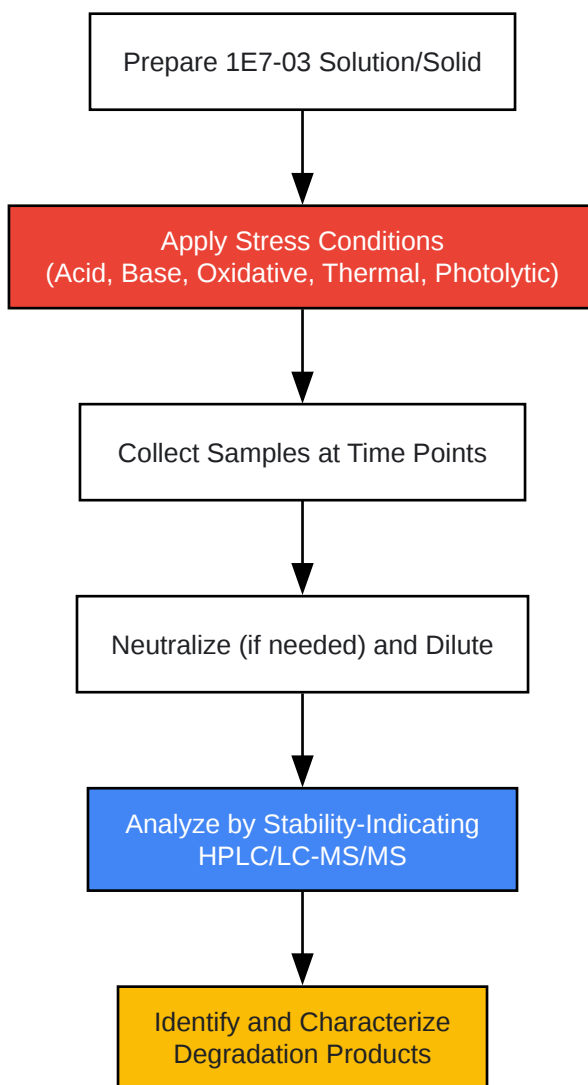 Prepare 1E7-03 Solution/Solid
Apply Stress Conditions
(Acid, Base, Oxidative, Thermal, Photolytic)
Collect Samples at Time Points
Neutralize (if needed) and Dilute
Analyze by Stability-Indicating
HPLC/LC-MS/MS
Identify and Characterize
Degradation Products